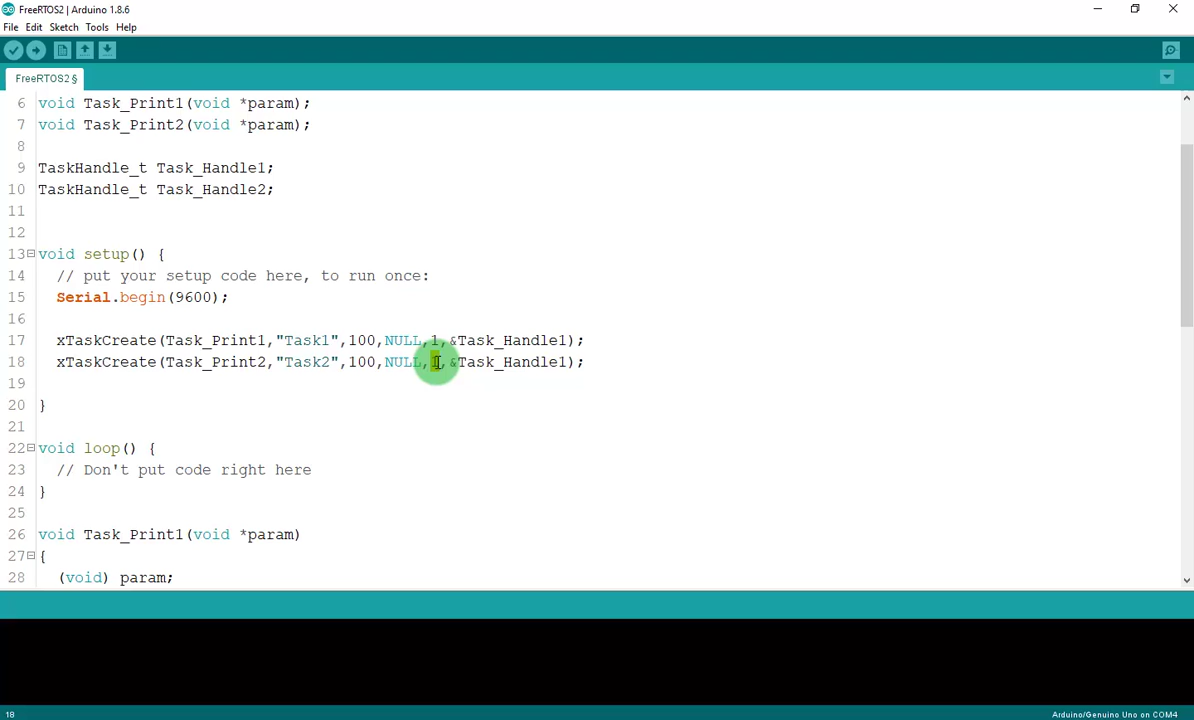 FreeRTOS2 | Arduino 1.8.6
File Edit Sketch Tools Help
FreeRTOS2 §
6 void Task_Print1(void *param);
7 void Task_Print2(void *param);
8
9 TaskHandle_t Task_Handle1;
10 TaskHandle_t Task_Handle2;
11
12
13 void setup() {
14 // put your setup code here, to run once:
15 Serial.begin(9600);
16
17 xTaskCreate(Task_Print1,"Task1",100,NULL,1,&Task_Handle1);
18 xTaskCreate(Task_Print2,"Task2",100,NULL,1,&Task_Handle1);
19
20 }
21
22 void loop() {
23 // Don't put code right here
24 }
25
26 void Task_Print1(void *param)
27 {
28 (void) param;
18
Arduino/Genuino Uno on COM4